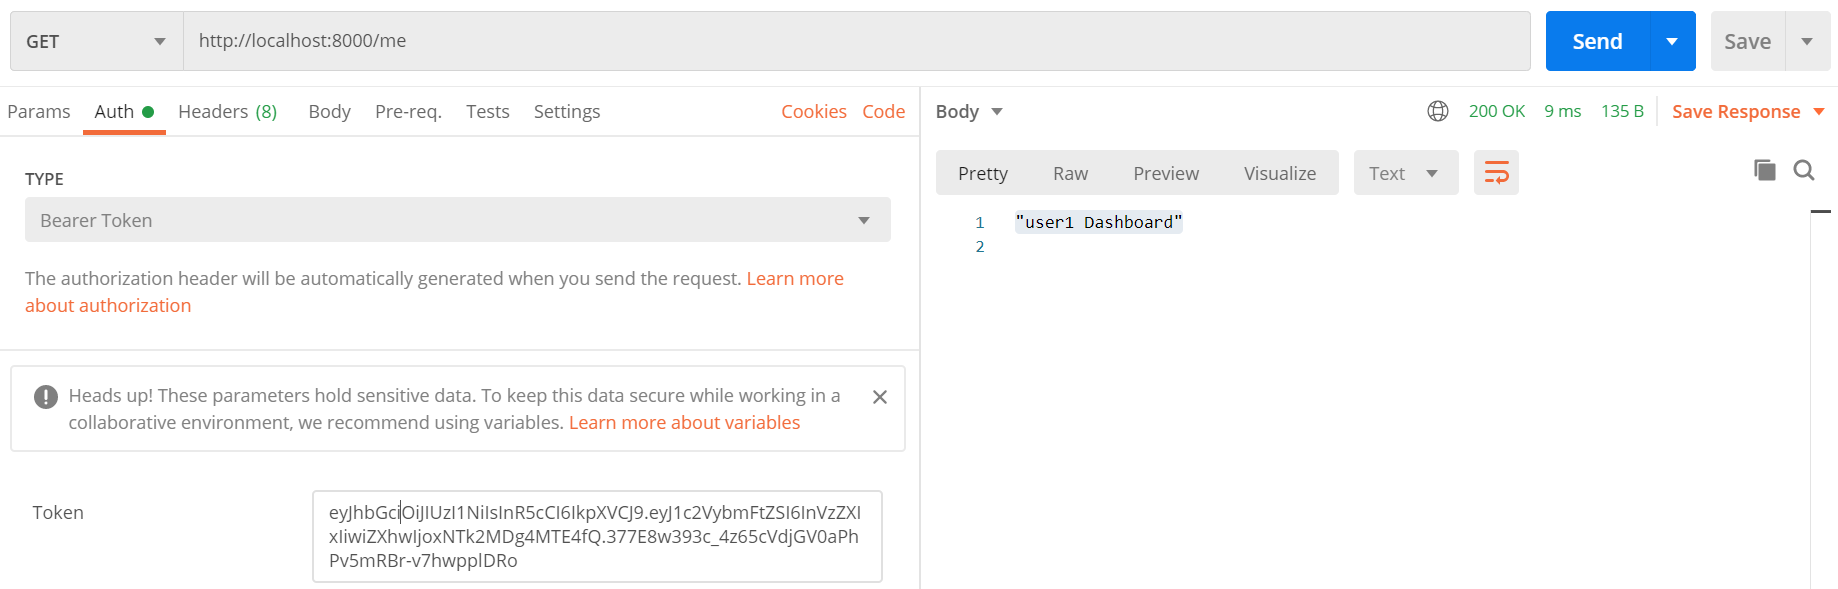 GET http://localhost:8000/me Send Save
Params Auth Headers (8) Body Pre-req. Tests Settings Cookies Code
TYPE
Bearer Token
The authorization header will be automatically generated when you send the request. Learn more
about authorization
Heads up! These parameters hold sensitive data. To keep this data secure while working in a
collaborative environment, we recommend using variables. Learn more about variables
Token
eyJhbGciOiJIUzI1NiIsInR5cCI6IkpXVCJ9.eyJ1c2VybmFtZSI6InVzZXI
xIiwiZXhwIjoxNTk2MDg4MTE4fQ.377E8w393c_4z65cVdjGV0aPh
Pv5mRBr-v7hwpplDRo
Body 200 OK 9 ms 135 B Save Response
Pretty Raw Preview Visualize Text
1 "user1 Dashboard"
2